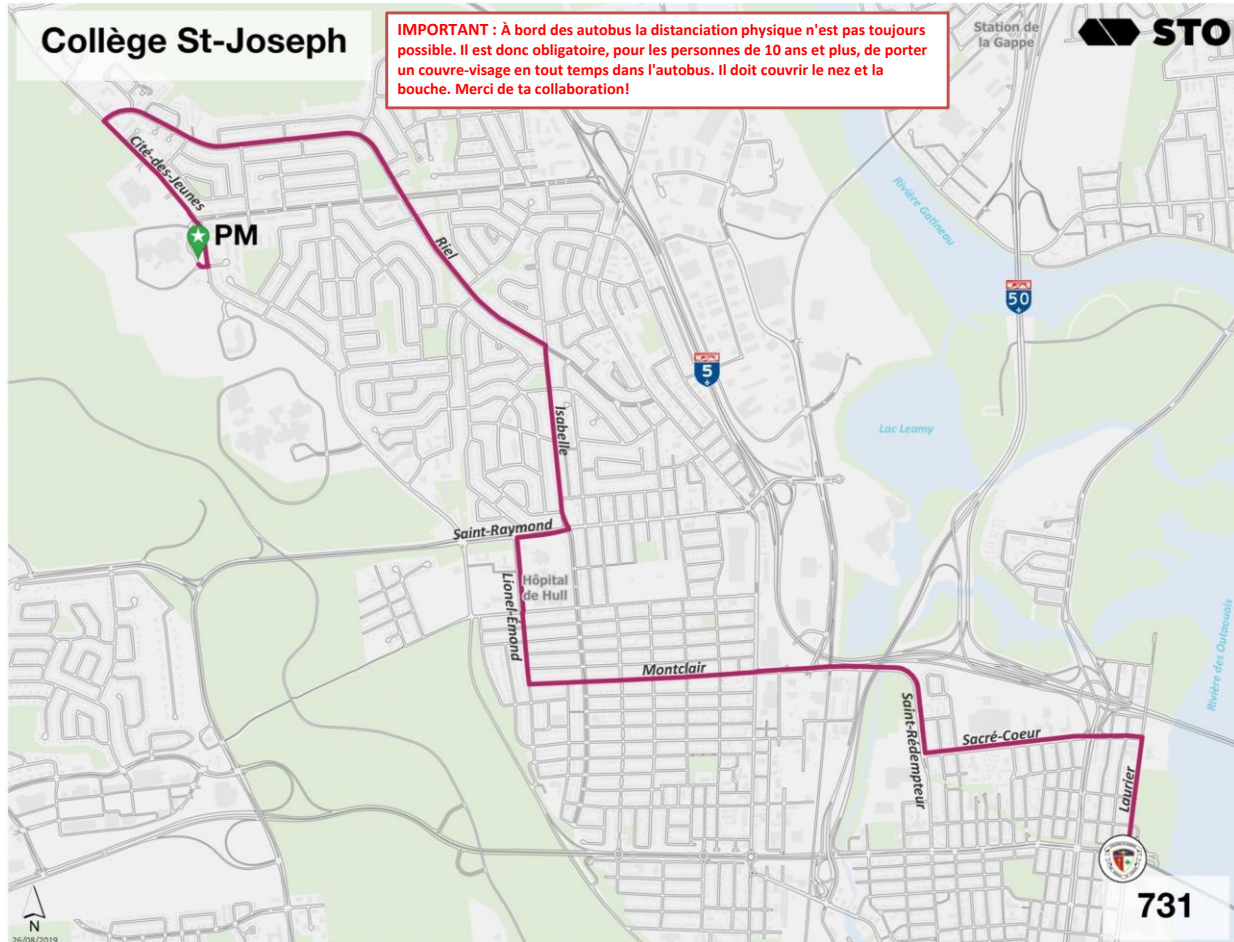 Collège St-Joseph
IMPORTANT : À bord des autobus la distanciation physique n'est pas toujours
possible. Il est donc obligatoire, pour les personnes de 10 ans et plus, de porter
un couvre-visage en tout temps dans l'autobus. Il doit couvrir le nez et la
bouche. Merci de ta collaboration!
Station de
la Gappe
STO
Cité-des-Jeunes
PM
Riel
Rivière Gatineau
50
5
Isabelle
Lac Leamy
Saint-Raymond
Hôpital
de Hull
Lionel-Émond
Montclair
Rivière des Outaouais
Saint-Rédempteur
Sacré-Coeur
Laurier
731
N
26/08/2019